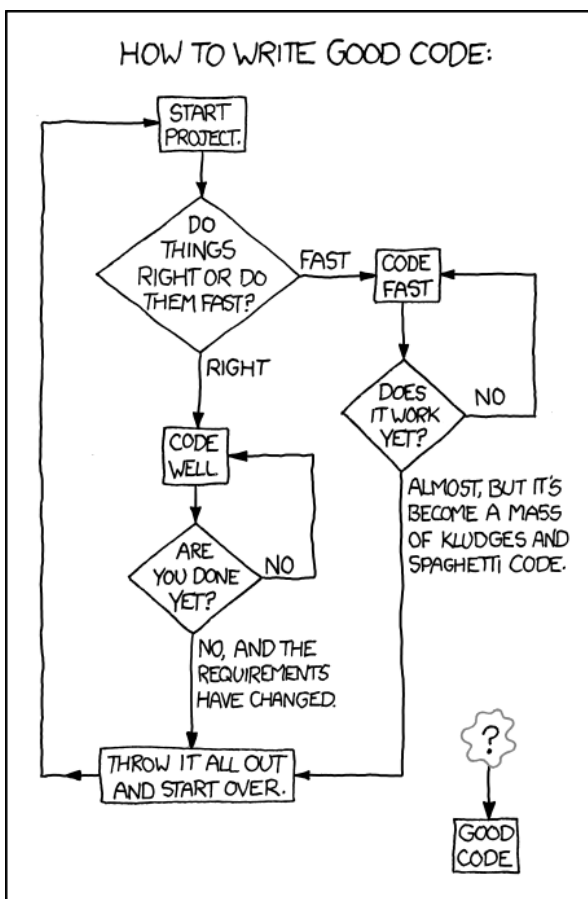 HOW TO WRITE GOOD CODE:
START
PROJECT.
DO
THINGS
RIGHT OR DO
THEM FAST?
FAST
CODE
FAST
RIGHT
DOES
IT WORK
YET?
NO
CODE
WELL
ALMOST, BUT IT'S
BECOME A MASS
OF KLUDGES AND
SPAGHETTI CODE.
ARE
YOU DONE
YET?
NO
NO, AND THE
REQUIREMENTS
HAVE CHANGED.
THROW IT ALL OUT
AND START OVER.
?
GOOD
CODE